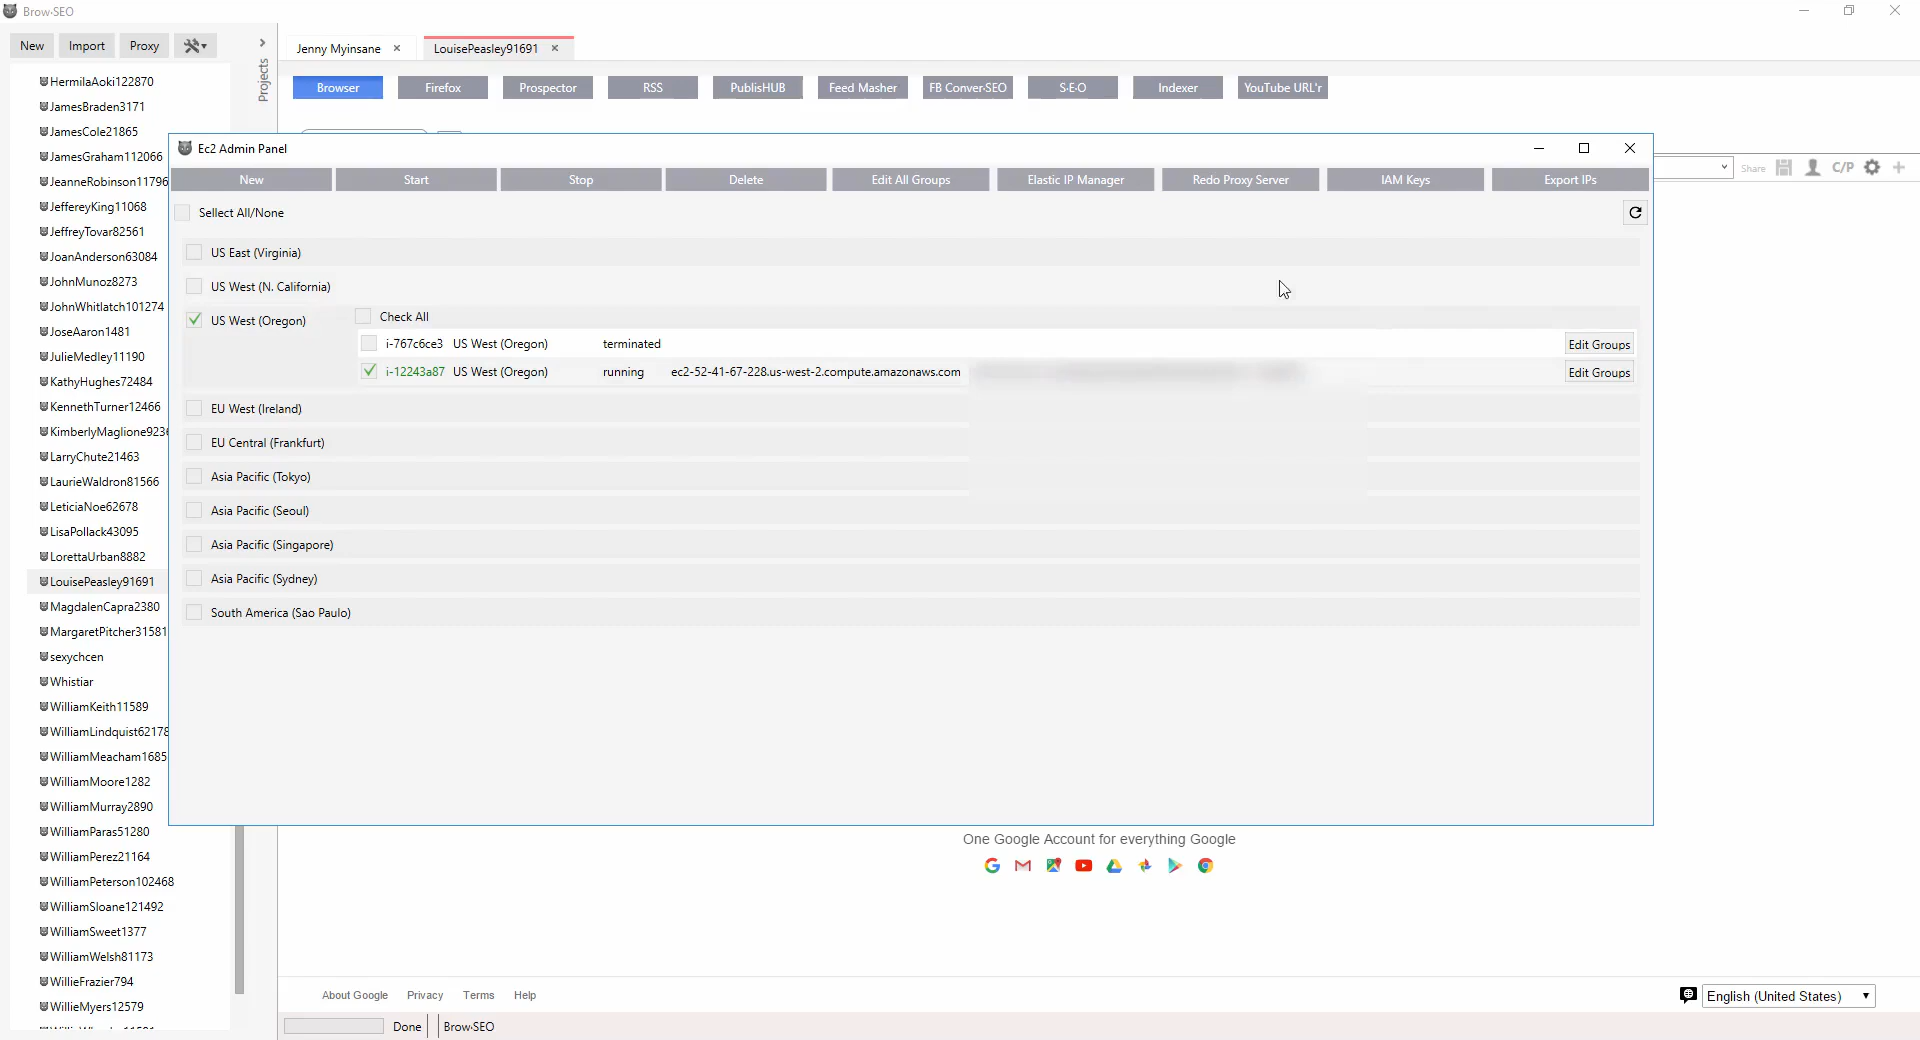 Brow·SEO
New Import Proxy
Projects
HermilaAoki122870
JamesBraden3171
JamesCole21865
JamesGraham112066
JeanneRobinson11796
JeffereyKing11068
JeffreyTovar82561
JoanAnderson63084
JohnMunoz8273
JohnWhitlatch101274
JoseAaron1481
JulieMedley11190
KathyHughes72484
KennethTurner12466
KimberlyMaglione9236
LarryChute21463
LaurieWaldron81566
LeticiaNoe62678
LisaPollack43095
LorettaUrban8882
LouisePeasley91691
MagdalenCapra2380
MargaretPitcher31581
sexychcen
Whistiar
WilliamKeith11589
WilliamLindquist62178
WilliamMeacham1685
WilliamMoore1282
WilliamMurray2890
WilliamParas51280
WilliamPerez21164
WilliamPeterson102468
WilliamSloane121492
WilliamSweet1377
WilliamWelsh81173
WillieFrazier794
WillieMyers12579
Jenny Myinsane LouisePeasley91691
Browser Firefox Prospector RSS PublisHUB Feed Masher FB Conver·SEO S·E·O Indexer YouTube URL'r
Share C/P
Ec2 Admin Panel
New Start Stop Delete Edit All Groups Elastic IP Manager Redo Proxy Server IAM Keys Export IPs
Sellect All/None
US East (Virginia)
US West (N. California)
US West (Oregon) Check All
i-767c6ce3 US West (Oregon) terminated Edit Groups
i-12243a87 US West (Oregon) running ec2-52-41-67-228.us-west-2.compute.amazonaws.com Edit Groups
EU West (Ireland)
EU Central (Frankfurt)
Asia Pacific (Tokyo)
Asia Pacific (Seoul)
Asia Pacific (Singapore)
Asia Pacific (Sydney)
South America (Sao Paulo)
One Google Account for everything Google
About Google Privacy Terms Help
English (United States)
Done Brow·SEO